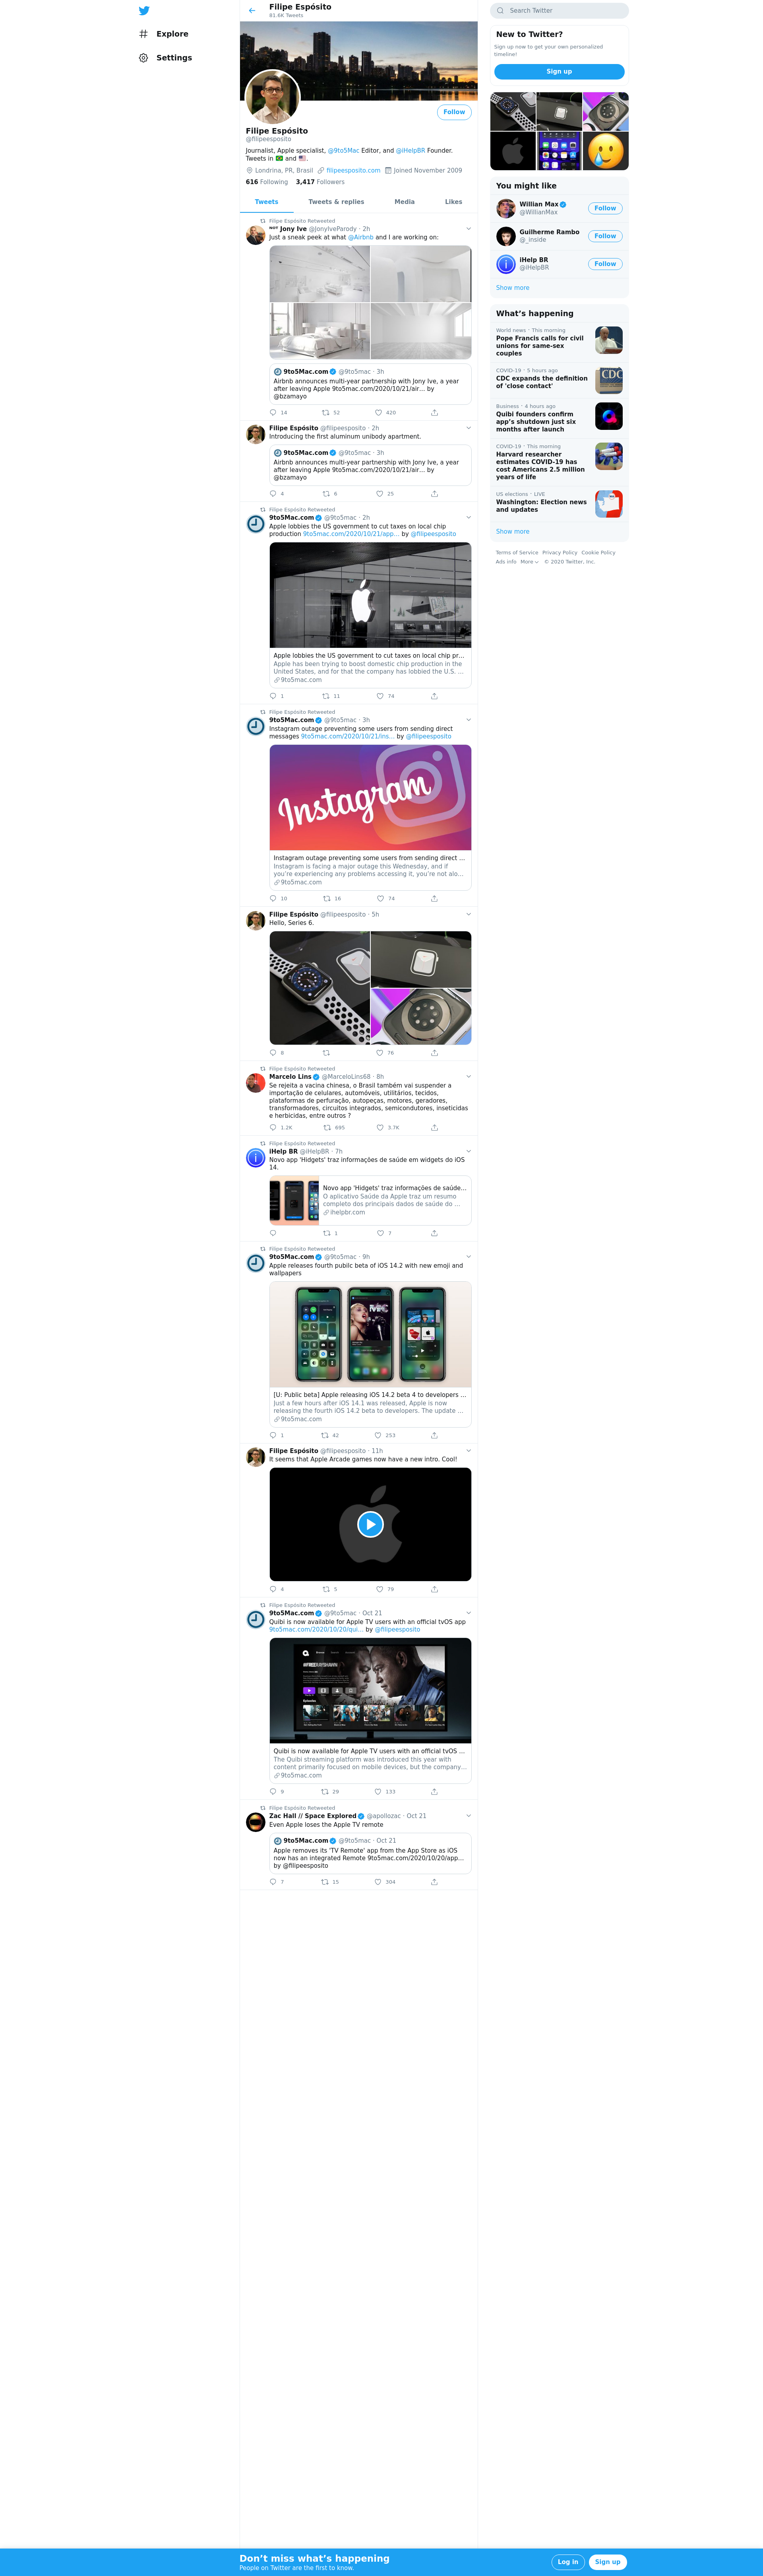 Explore
Settings
Filipe Espósito
81.6K Tweets
Follow
Filipe Espósito
@filipeesposito
Journalist, Apple specialist, @9to5Mac Editor, and @iHelpBR Founder.
Tweets in 🇧🇷 and 🇺🇸.
Londrina, PR, Brasil filipeesposito.com Joined November 2009
616 Following 3,417 Followers
Tweets Tweets & replies Media Likes
Filipe Espósito Retweeted
ᴺᴼᵀ Jony Ive @JonyIveParody · 2h
Just a sneak peek at what @Airbnb and I are working on:
9to5Mac.com @9to5mac · 3h
Airbnb announces multi-year partnership with Jony Ive, a year
after leaving Apple 9to5mac.com/2020/10/21/air… by
@bzamayo
14 52 420
Filipe Espósito @filipeesposito · 2h
Introducing the first aluminum unibody apartment.
9to5Mac.com @9to5mac · 3h
Airbnb announces multi-year partnership with Jony Ive, a year
after leaving Apple 9to5mac.com/2020/10/21/air… by
@bzamayo
4 6 25
Filipe Espósito Retweeted
9to5Mac.com @9to5mac · 2h
Apple lobbies the US government to cut taxes on local chip
production 9to5mac.com/2020/10/21/app… by @filipeesposito
Apple lobbies the US government to cut taxes on local chip pr…
Apple has been trying to boost domestic chip production in the
United States, and for that the company has lobbied the U.S. …
9to5mac.com
1 11 74
Filipe Espósito Retweeted
9to5Mac.com @9to5mac · 3h
Instagram outage preventing some users from sending direct
messages 9to5mac.com/2020/10/21/ins… by @filipeesposito
Instagram
Instagram outage preventing some users from sending direct …
Instagram is facing a major outage this Wednesday, and if
you're experiencing any problems accessing it, you're not alo…
9to5mac.com
10 16 74
Filipe Espósito @filipeesposito · 5h
Hello, Series 6.
8 76
Filipe Espósito Retweeted
Marcelo Lins @MarceloLins68 · 8h
Se rejeita a vacina chinesa, o Brasil também vai suspender a
importação de celulares, automóveis, utilitários, tecidos,
plataformas de perfuração, autopeças, motores, geradores,
transformadores, circuitos integrados, semicondutores, inseticidas
e herbicidas, entre outros ?
1.2K 695 3.7K
Filipe Espósito Retweeted
iHelp BR @iHelpBR · 7h
Novo app 'Hidgets' traz informações de saúde em widgets do iOS
14.
Novo app 'Hidgets' traz informações de saúde…
O aplicativo Saúde da Apple traz um resumo
completo dos principais dados de saúde do …
ihelpbr.com
1 7
Filipe Espósito Retweeted
9to5Mac.com @9to5mac · 9h
Apple releases fourth public beta of iOS 14.2 with new emoji and
wallpapers
[U: Public beta] Apple releasing iOS 14.2 beta 4 to developers …
Just a few hours after iOS 14.1 was released, Apple is now
releasing the fourth iOS 14.2 beta to developers. The update …
9to5mac.com
1 42 253
Filipe Espósito @filipeesposito · 11h
It seems that Apple Arcade games now have a new intro. Cool!
4 5 79
Filipe Espósito Retweeted
9to5Mac.com @9to5mac · Oct 21
Quibi is now available for Apple TV users with an official tvOS app
9to5mac.com/2020/10/20/qui… by @filipeesposito
Quibi is now available for Apple TV users with an official tvOS …
The Quibi streaming platform was introduced this year with
content primarily focused on mobile devices, but the company…
9to5mac.com
9 29 133
Filipe Espósito Retweeted
Zac Hall // Space Explored @apollozac · Oct 21
Even Apple loses the Apple TV remote
9to5Mac.com @9to5mac · Oct 21
Apple removes its 'TV Remote' app from the App Store as iOS
now has an integrated Remote 9to5mac.com/2020/10/20/app…
by @filipeesposito
7 15 304
Search Twitter
New to Twitter?
Sign up now to get your own personalized
timeline!
Sign up
You might like
Willian Max
@WillianMax
Follow
Guilherme Rambo
@_inside
Follow
iHelp BR
@iHelpBR
Follow
Show more
What's happening
World news · This morning
Pope Francis calls for civil
unions for same-sex
couples
COVID-19 · 5 hours ago
CDC expands the definition
of 'close contact'
CDC
Business · 4 hours ago
Quibi founders confirm
app's shutdown just six
months after launch
COVID-19 · This morning
Harvard researcher
estimates COVID-19 has
cost Americans 2.5 million
years of life
US elections · LIVE
Washington: Election news
and updates
Show more
Terms of Service Privacy Policy Cookie Policy
Ads info More © 2020 Twitter, Inc.
Don't miss what's happening
People on Twitter are the first to know.
Log in Sign up